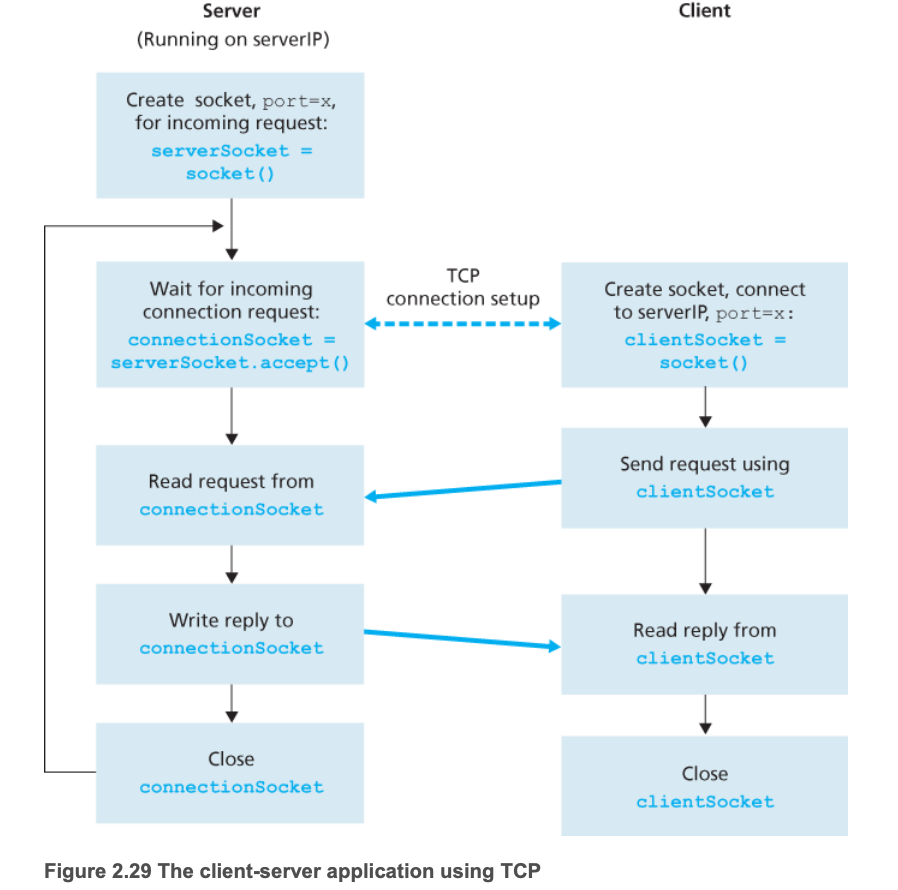 Server
(Running on serverIP)
Client
Create socket, port=x,
for incoming request:
serverSocket =
socket()
Wait for incoming
connection request:
connectionSocket =
serverSocket.accept()
TCP
connection setup
Create socket, connect
to serverIP, port=x:
clientSocket =
socket()
Read request from
connectionSocket
Send request using
clientSocket
Write reply to
connectionSocket
Read reply from
clientSocket
Close
connectionSocket
Close
clientSocket
Figure 2.29 The client-server application using TCP